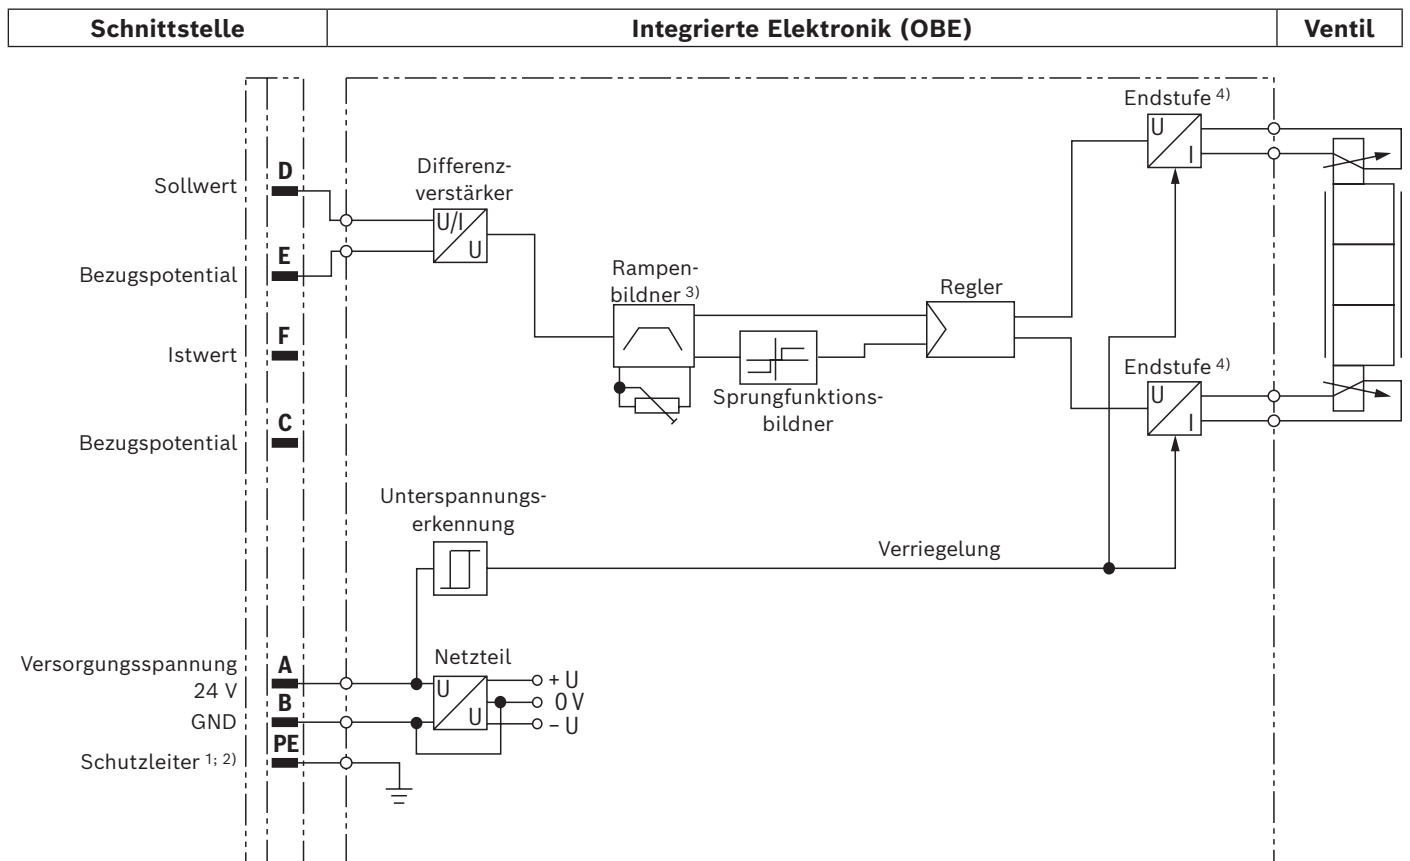 Schnittstelle
Integrierte Elektronik (OBE)
Ventil
Endstufe 4)
U
I
D
Sollwert
Differenz-
verstärker
U/I
U
E
Bezugspotential
Rampen-
bildner 3)
Regler
F
Istwert
Sprungfunktions-
bildner
Endstufe 4)
U
I
C
Bezugspotential
Unterspannungs-
erkennung
Verriegelung
A
Versorgungsspannung
24 V
Netzteil
U
U
+ U
0 V
– U
B
GND
PE
Schutzleiter 1; 2)